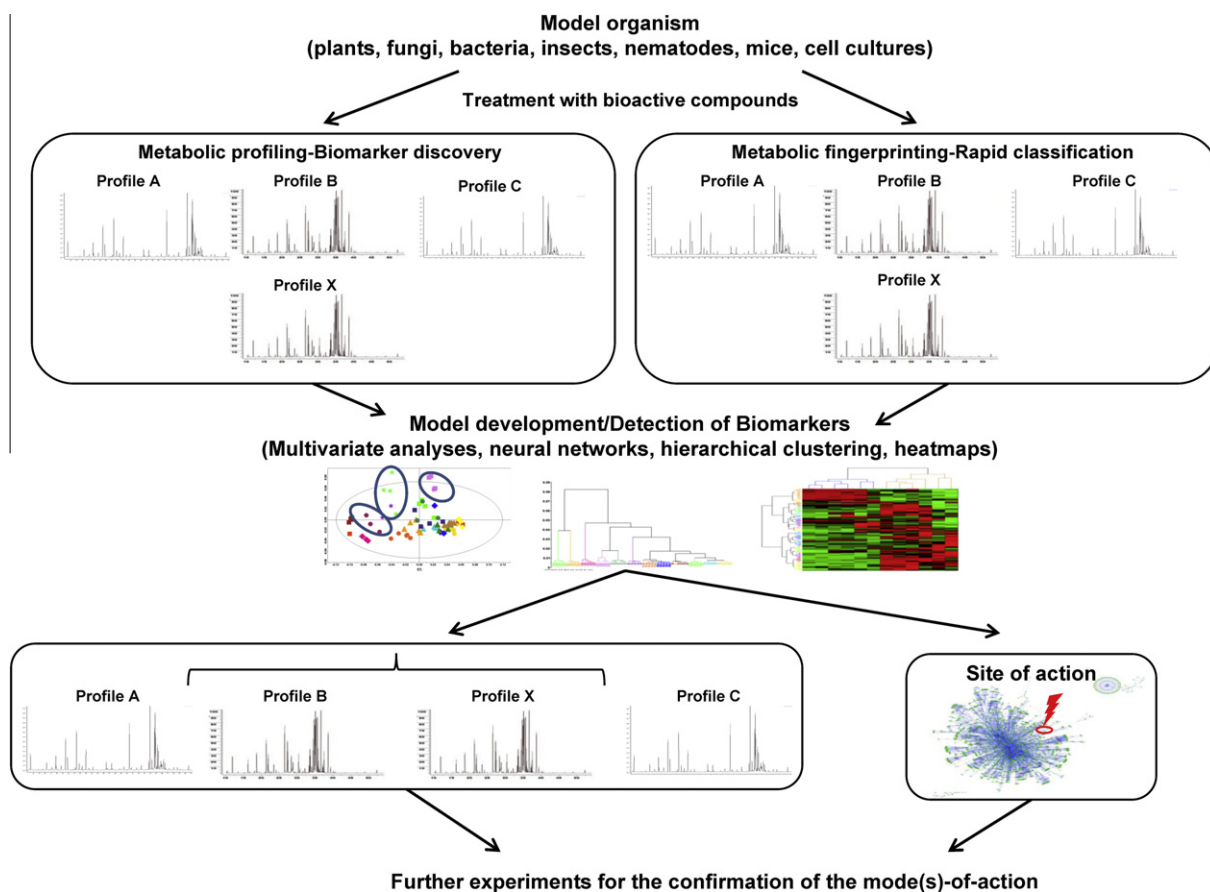 Model organism
(plants, fungi, bacteria, insects, nematodes, mice, cell cultures)
Treatment with bioactive compounds
Metabolic profiling-Biomarker discovery
Profile A
Profile B
Profile C
Profile X
Metabolic fingerprinting-Rapid classification
Profile A
Profile B
Profile C
Profile X
Model development/Detection of Biomarkers
(Multivariate analyses, neural networks, hierarchical clustering, heatmaps)
Profile A
Profile B
Profile X
Profile C
Site of action
Further experiments for the confirmation of the mode(s)-of-action